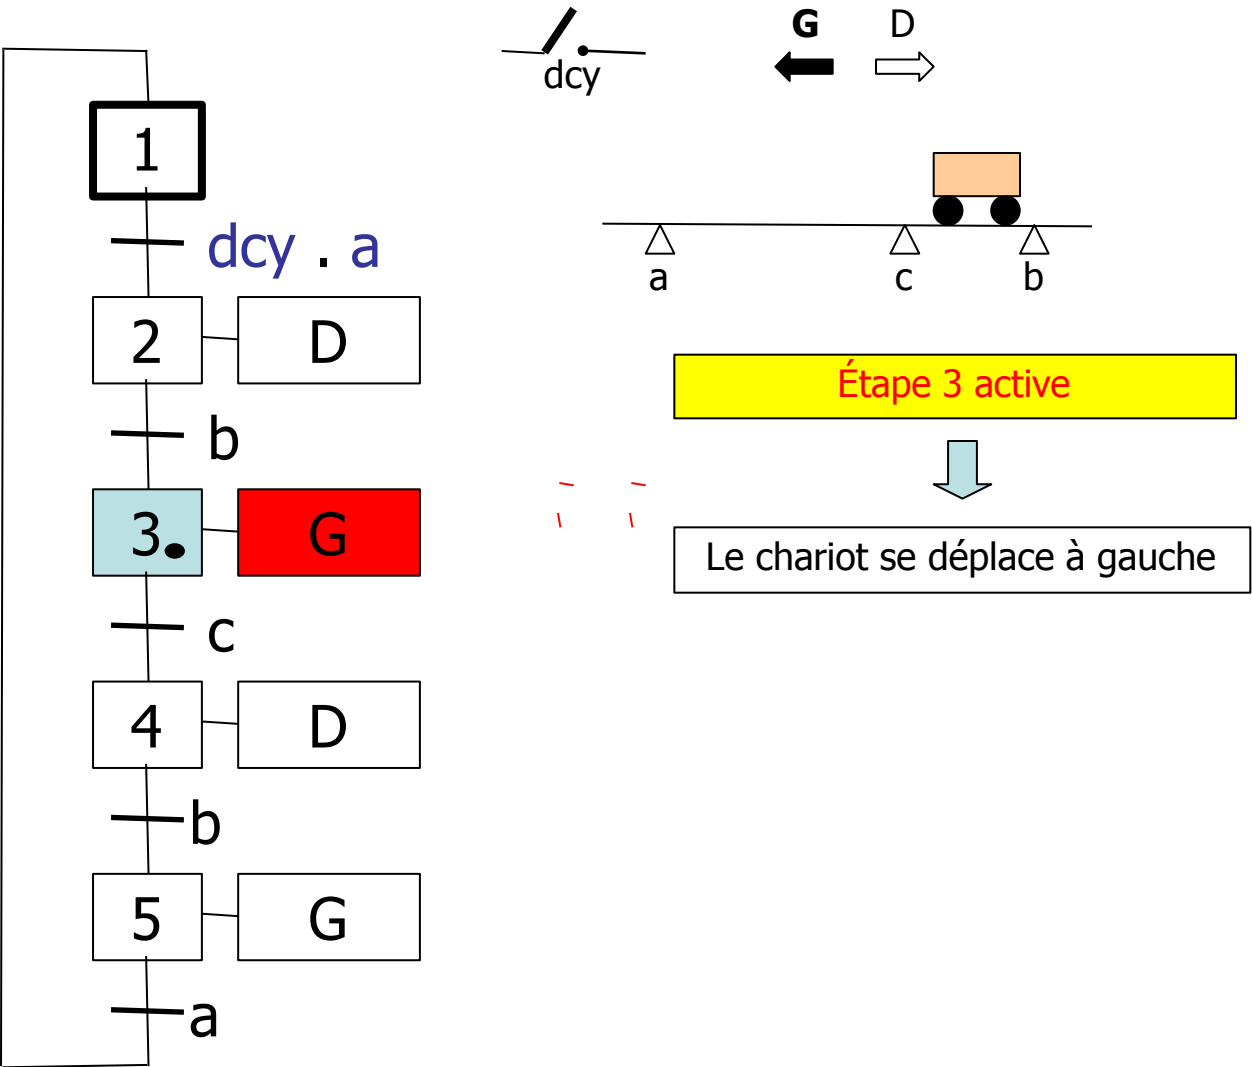 G D
dcy
1
dcy . a
a c b
2 D
Étape 3 active
b
3 G
Le chariot se déplace à gauche
c
4 D
b
5 G
a